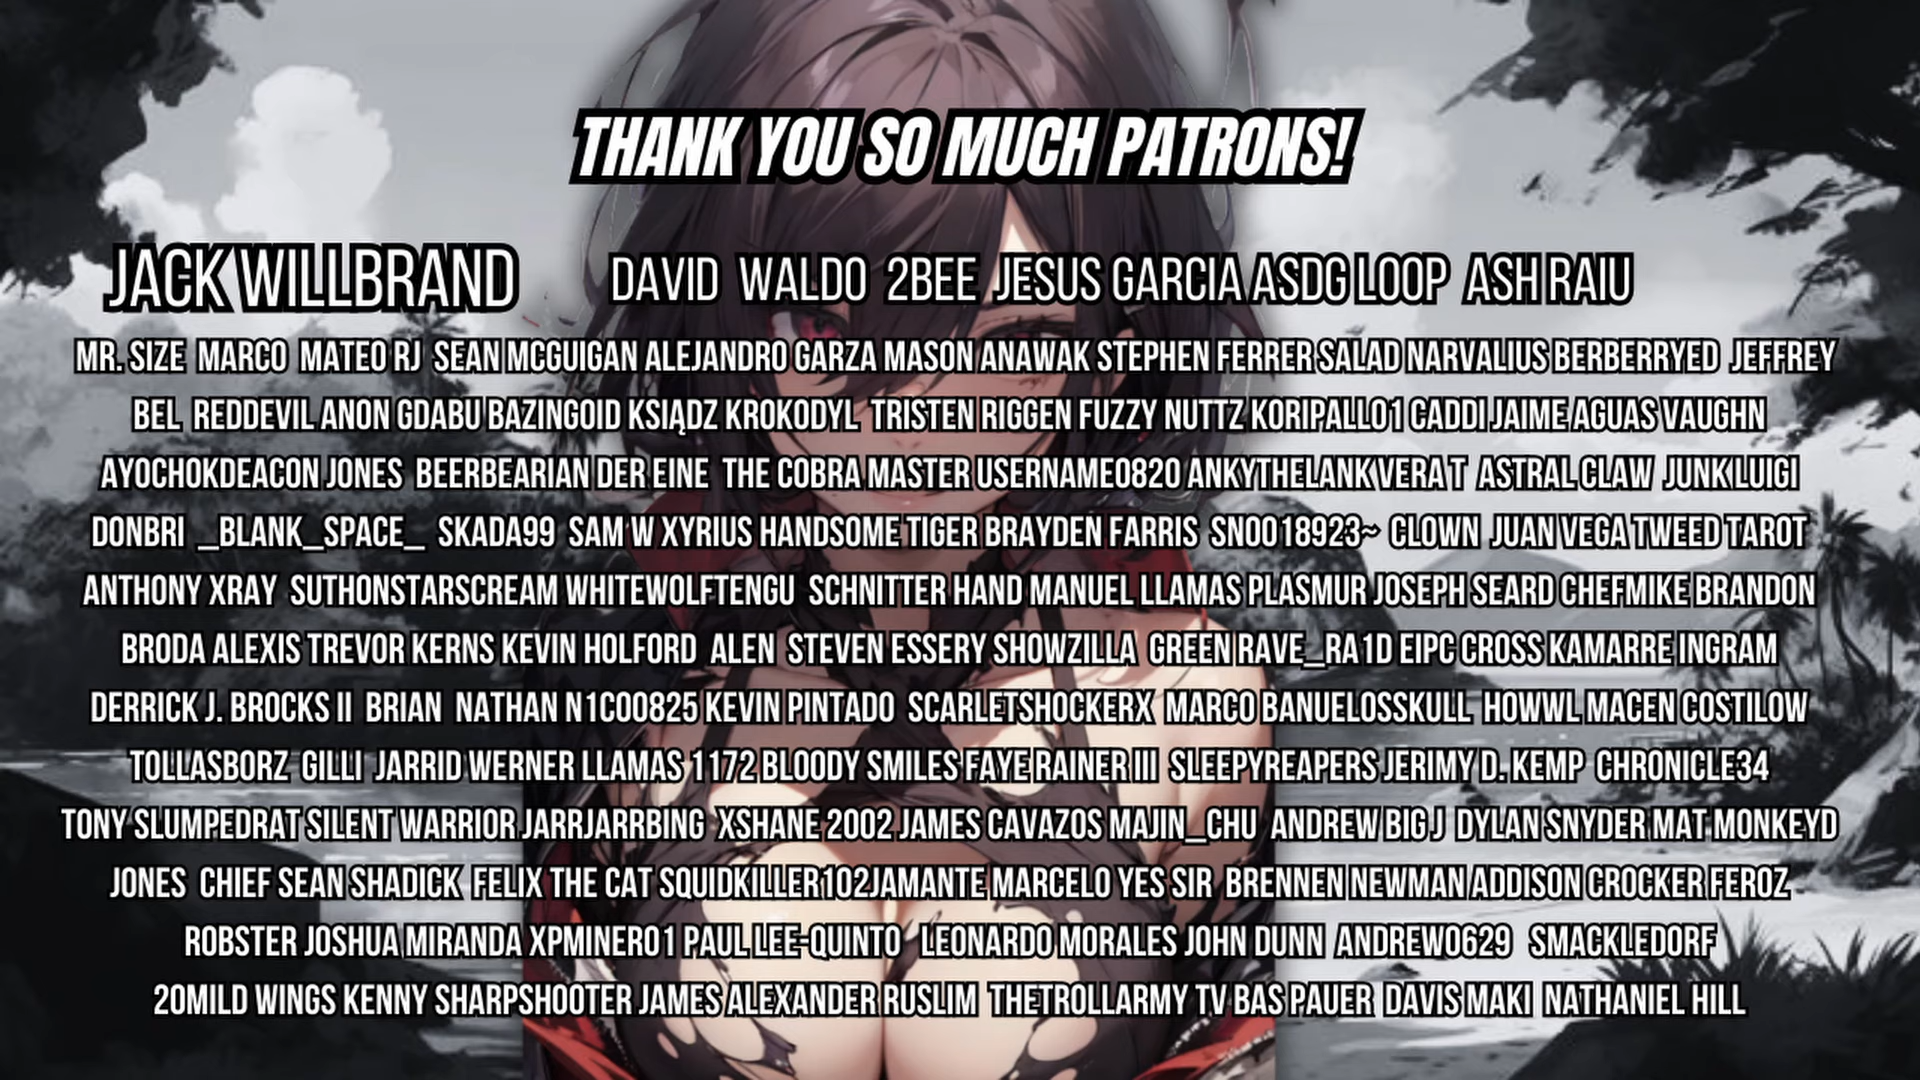 THANK YOU SO MUCH PATRONS!
JACK WILLBRAND DAVID WALDO 2BEE JESUS GARCIA ASDG LOOP ASH RAIU
MR. SIZE MARCO MATEO RJ SEAN MCGUIGAN ALEJANDRO GARZA MASON ANAWAK STEPHEN FERRER SALAD NARVALIUS BERBERRYED JEFFREY
BEL REDDEVIL ANON GDABU BAZINGOID KSIĄDZ KROKODYL TRISTEN RIGGEN FUZZY NUTTZ KORIPALLO1 CADDI JAIME AGUAS VAUGHN
AYOCHOKDEACON JONES BEERBEARIAN DER EINE THE COBRA MASTER USERNAME0820 ANKYTHELANK VERA T ASTRAL CLAW JUNK LUIGI
DONBRI _BLANK_SPACE_ SKADA99 SAM W XYRIUS HANDSOME TIGER BRAYDEN FARRIS SN0018923~ CLOWN JUAN VEGA TWEED TAROT
ANTHONY XRAY SUTHONSTARSCREAM WHITEWOLFTENGU SCHNITTER HAND MANUEL LLAMAS PLASMUR JOSEPH SEARD CHEFMIKE BRANDON
BRODA ALEXIS TREVOR KERNS KEVIN HOLFORD ALEN STEVEN ESSERY SHOWZILLA GREEN RAVE_RA1D EIPC CROSS KAMARRE INGRAM
DERRICK J. BROCKS II BRIAN NATHAN N1CO0825 KEVIN PINTADO SCARLETSHOCKERX MARCO BANUELOSSKULL HOWWL MACEN COSTILOW
TOLLASBORZ GILLI JARRID WERNER LLAMAS 1172 BLOODY SMILES FAYE RAINER III SLEEPYREAPERS JERIMY D. KEMP CHRONICLE34
TONY SLUMPEDRAT SILENT WARRIOR JARRJARRBING XSHANE 2002 JAMES CAVAZOS MAJIN_CHU ANDREW BIG J DYLAN SNYDER MAT MONKEYD
JONES CHIEF SEAN SHADICK FELIX THE CAT SQUIDKILLER102JAMANTE MARCELO YES SIR BRENNEN NEWMAN ADDISON CROCKER FEROZ
ROBSTER JOSHUA MIRANDA XPMINER01 PAUL LEE-QUINTO LEONARDO MORALES JOHN DUNN ANDREW0629 SMACKLEDORF
20MILD WINGS KENNY SHARPSHOOTER JAMES ALEXANDER RUSLIM THETROLLARMY TV BAS PAUER DAVIS MAKI NATHANIEL HILL